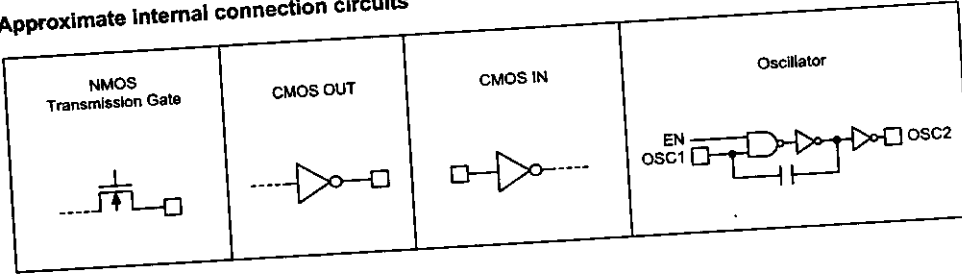 Approximate internal connection circuits
NMOS
Transmission Gate
CMOS OUT
CMOS IN
Oscillator
EN
OSC1
OSC2